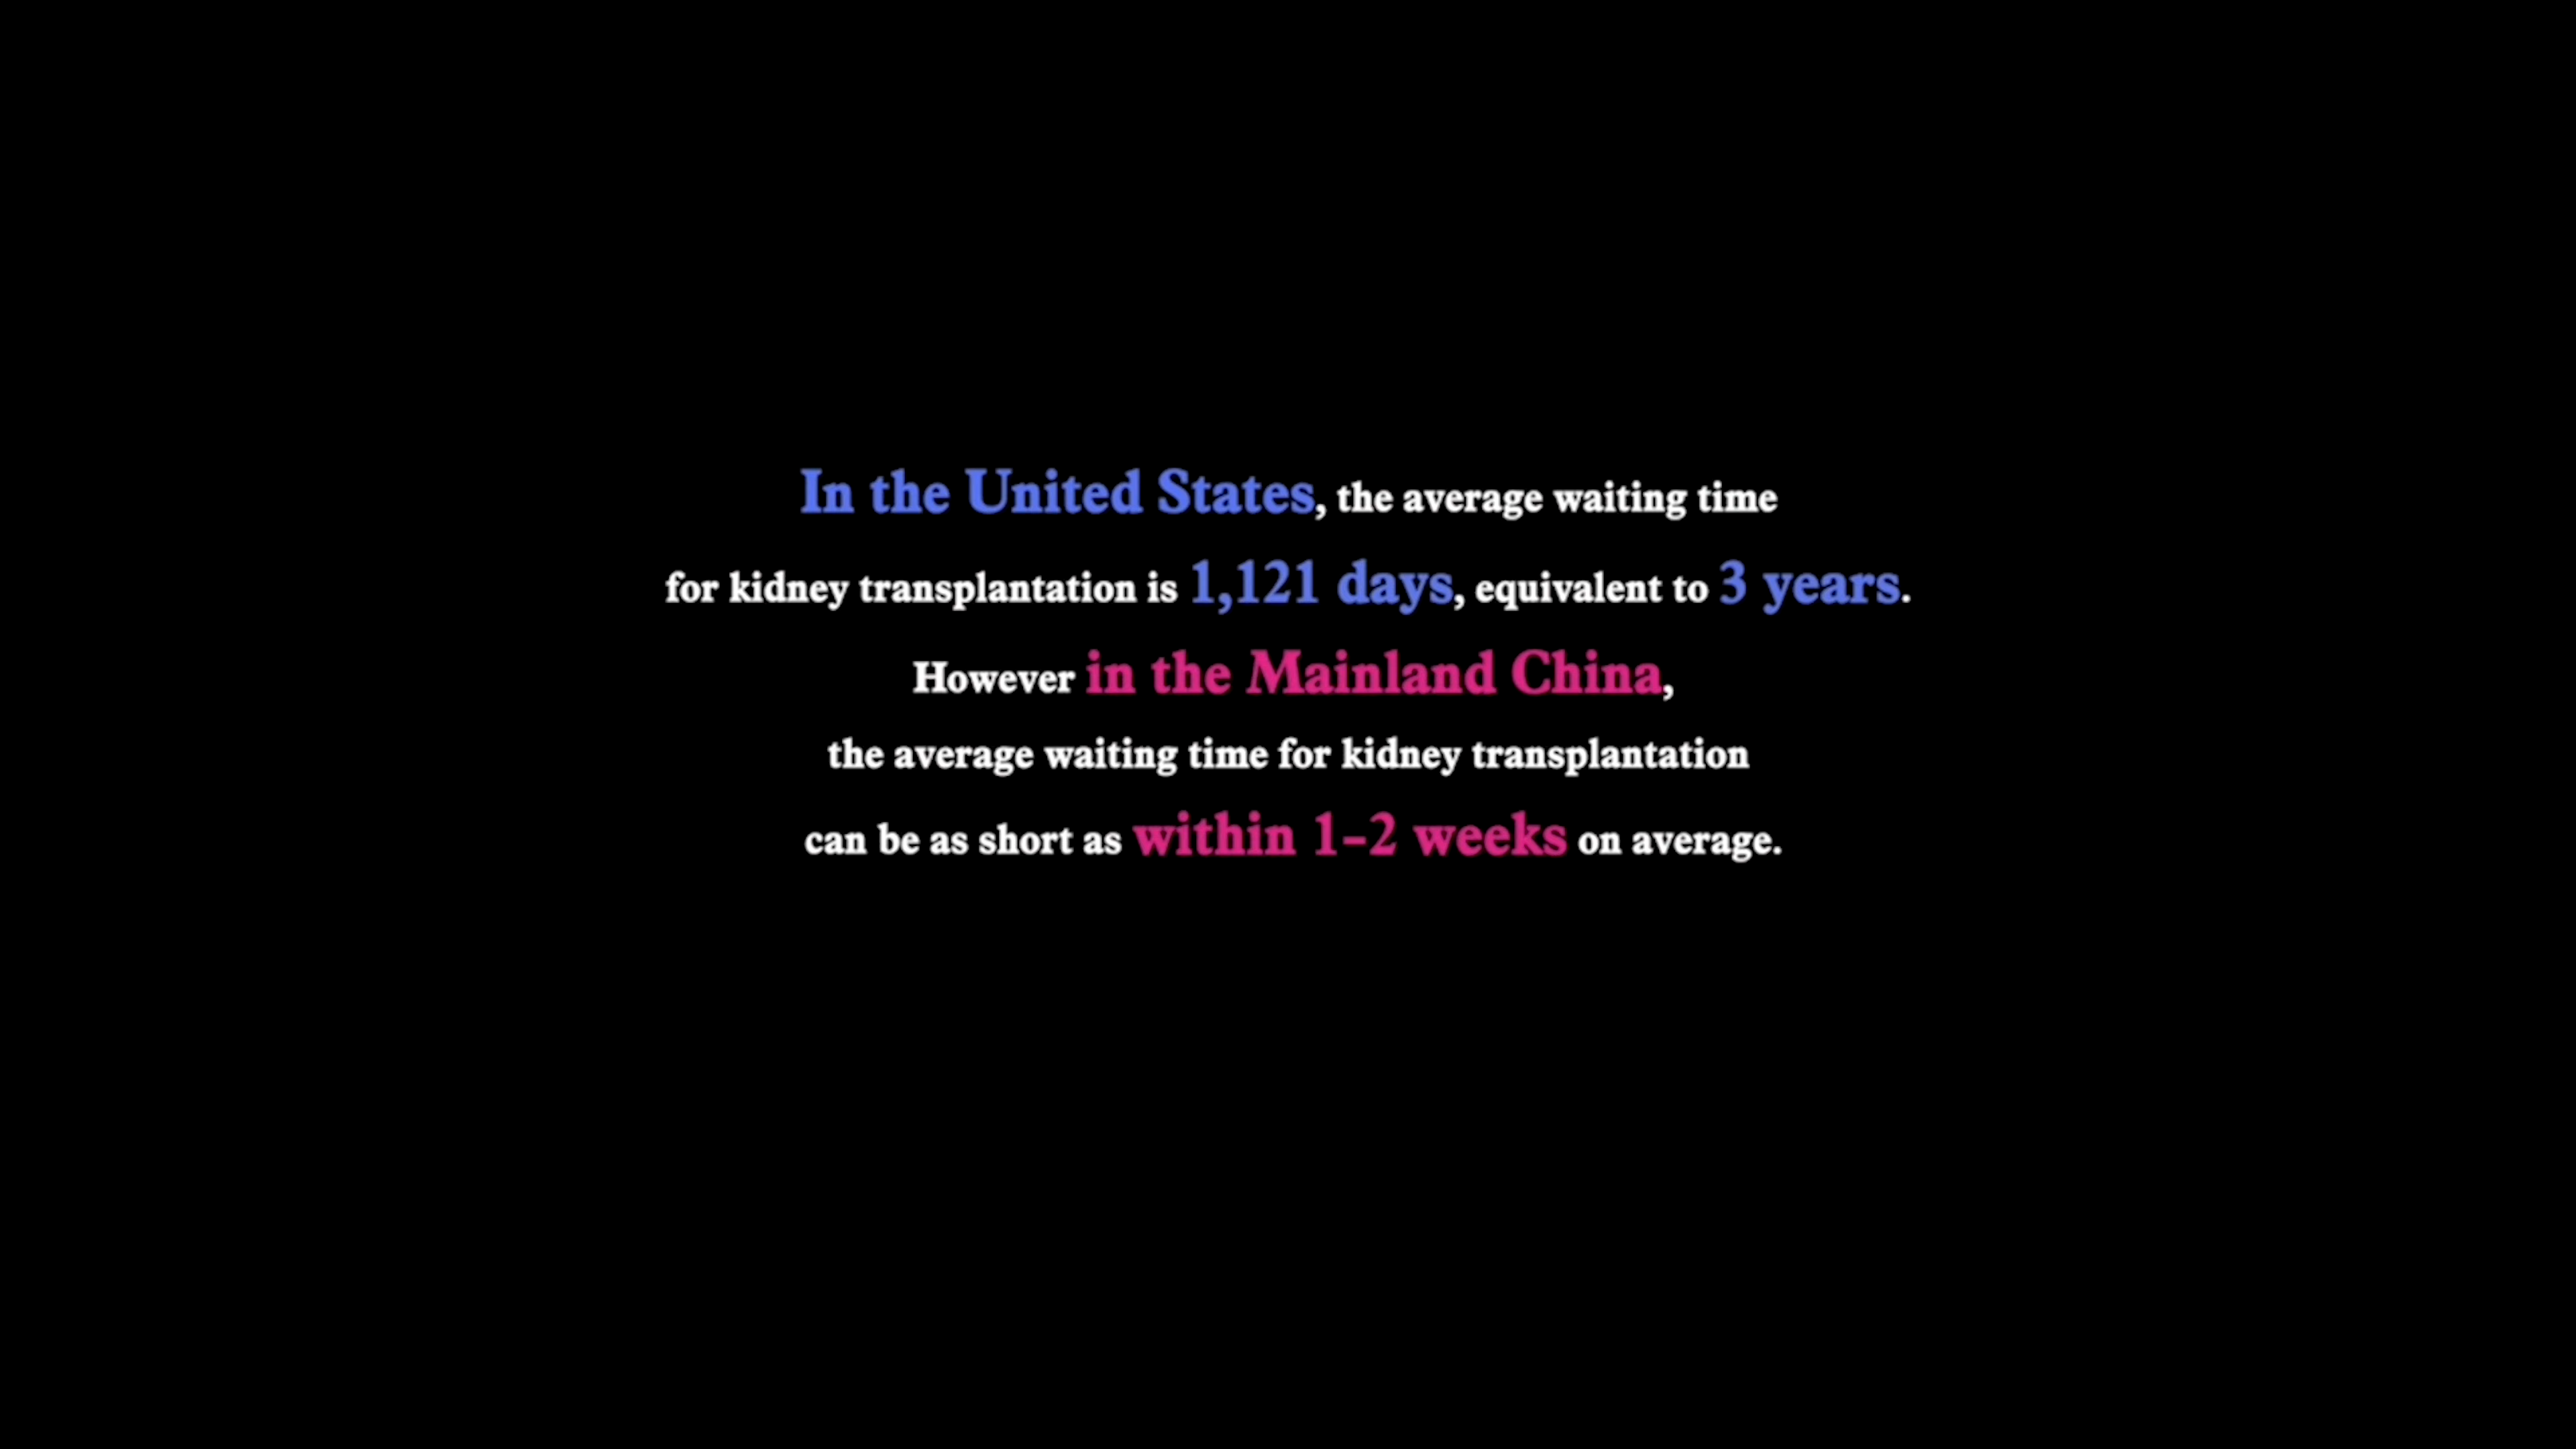 In the United States, the average waiting time
for kidney transplantation is 1,121 days, equivalent to 3 years.
However in the Mainland China,
the average waiting time for kidney transplantation
can be as short as within 1-2 weeks on average.